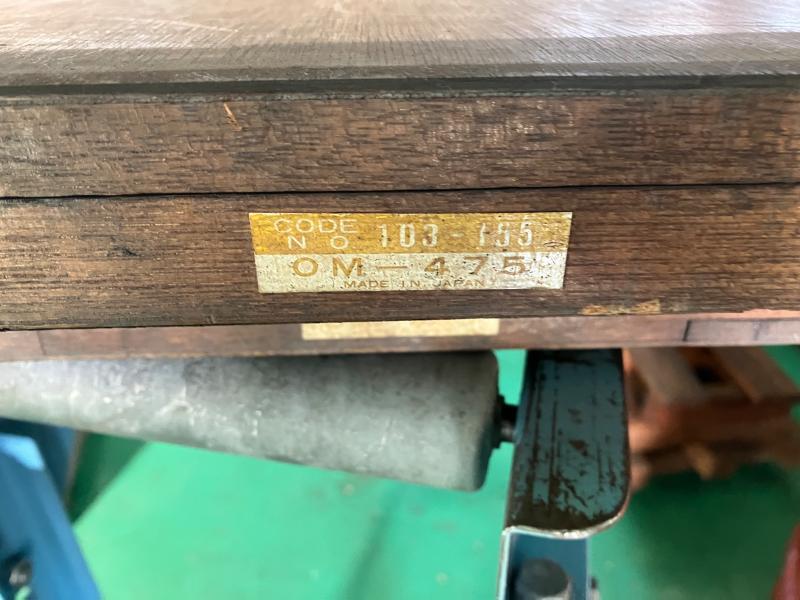 CODE
NO 103-155
OM-475
MADE IN JAPAN